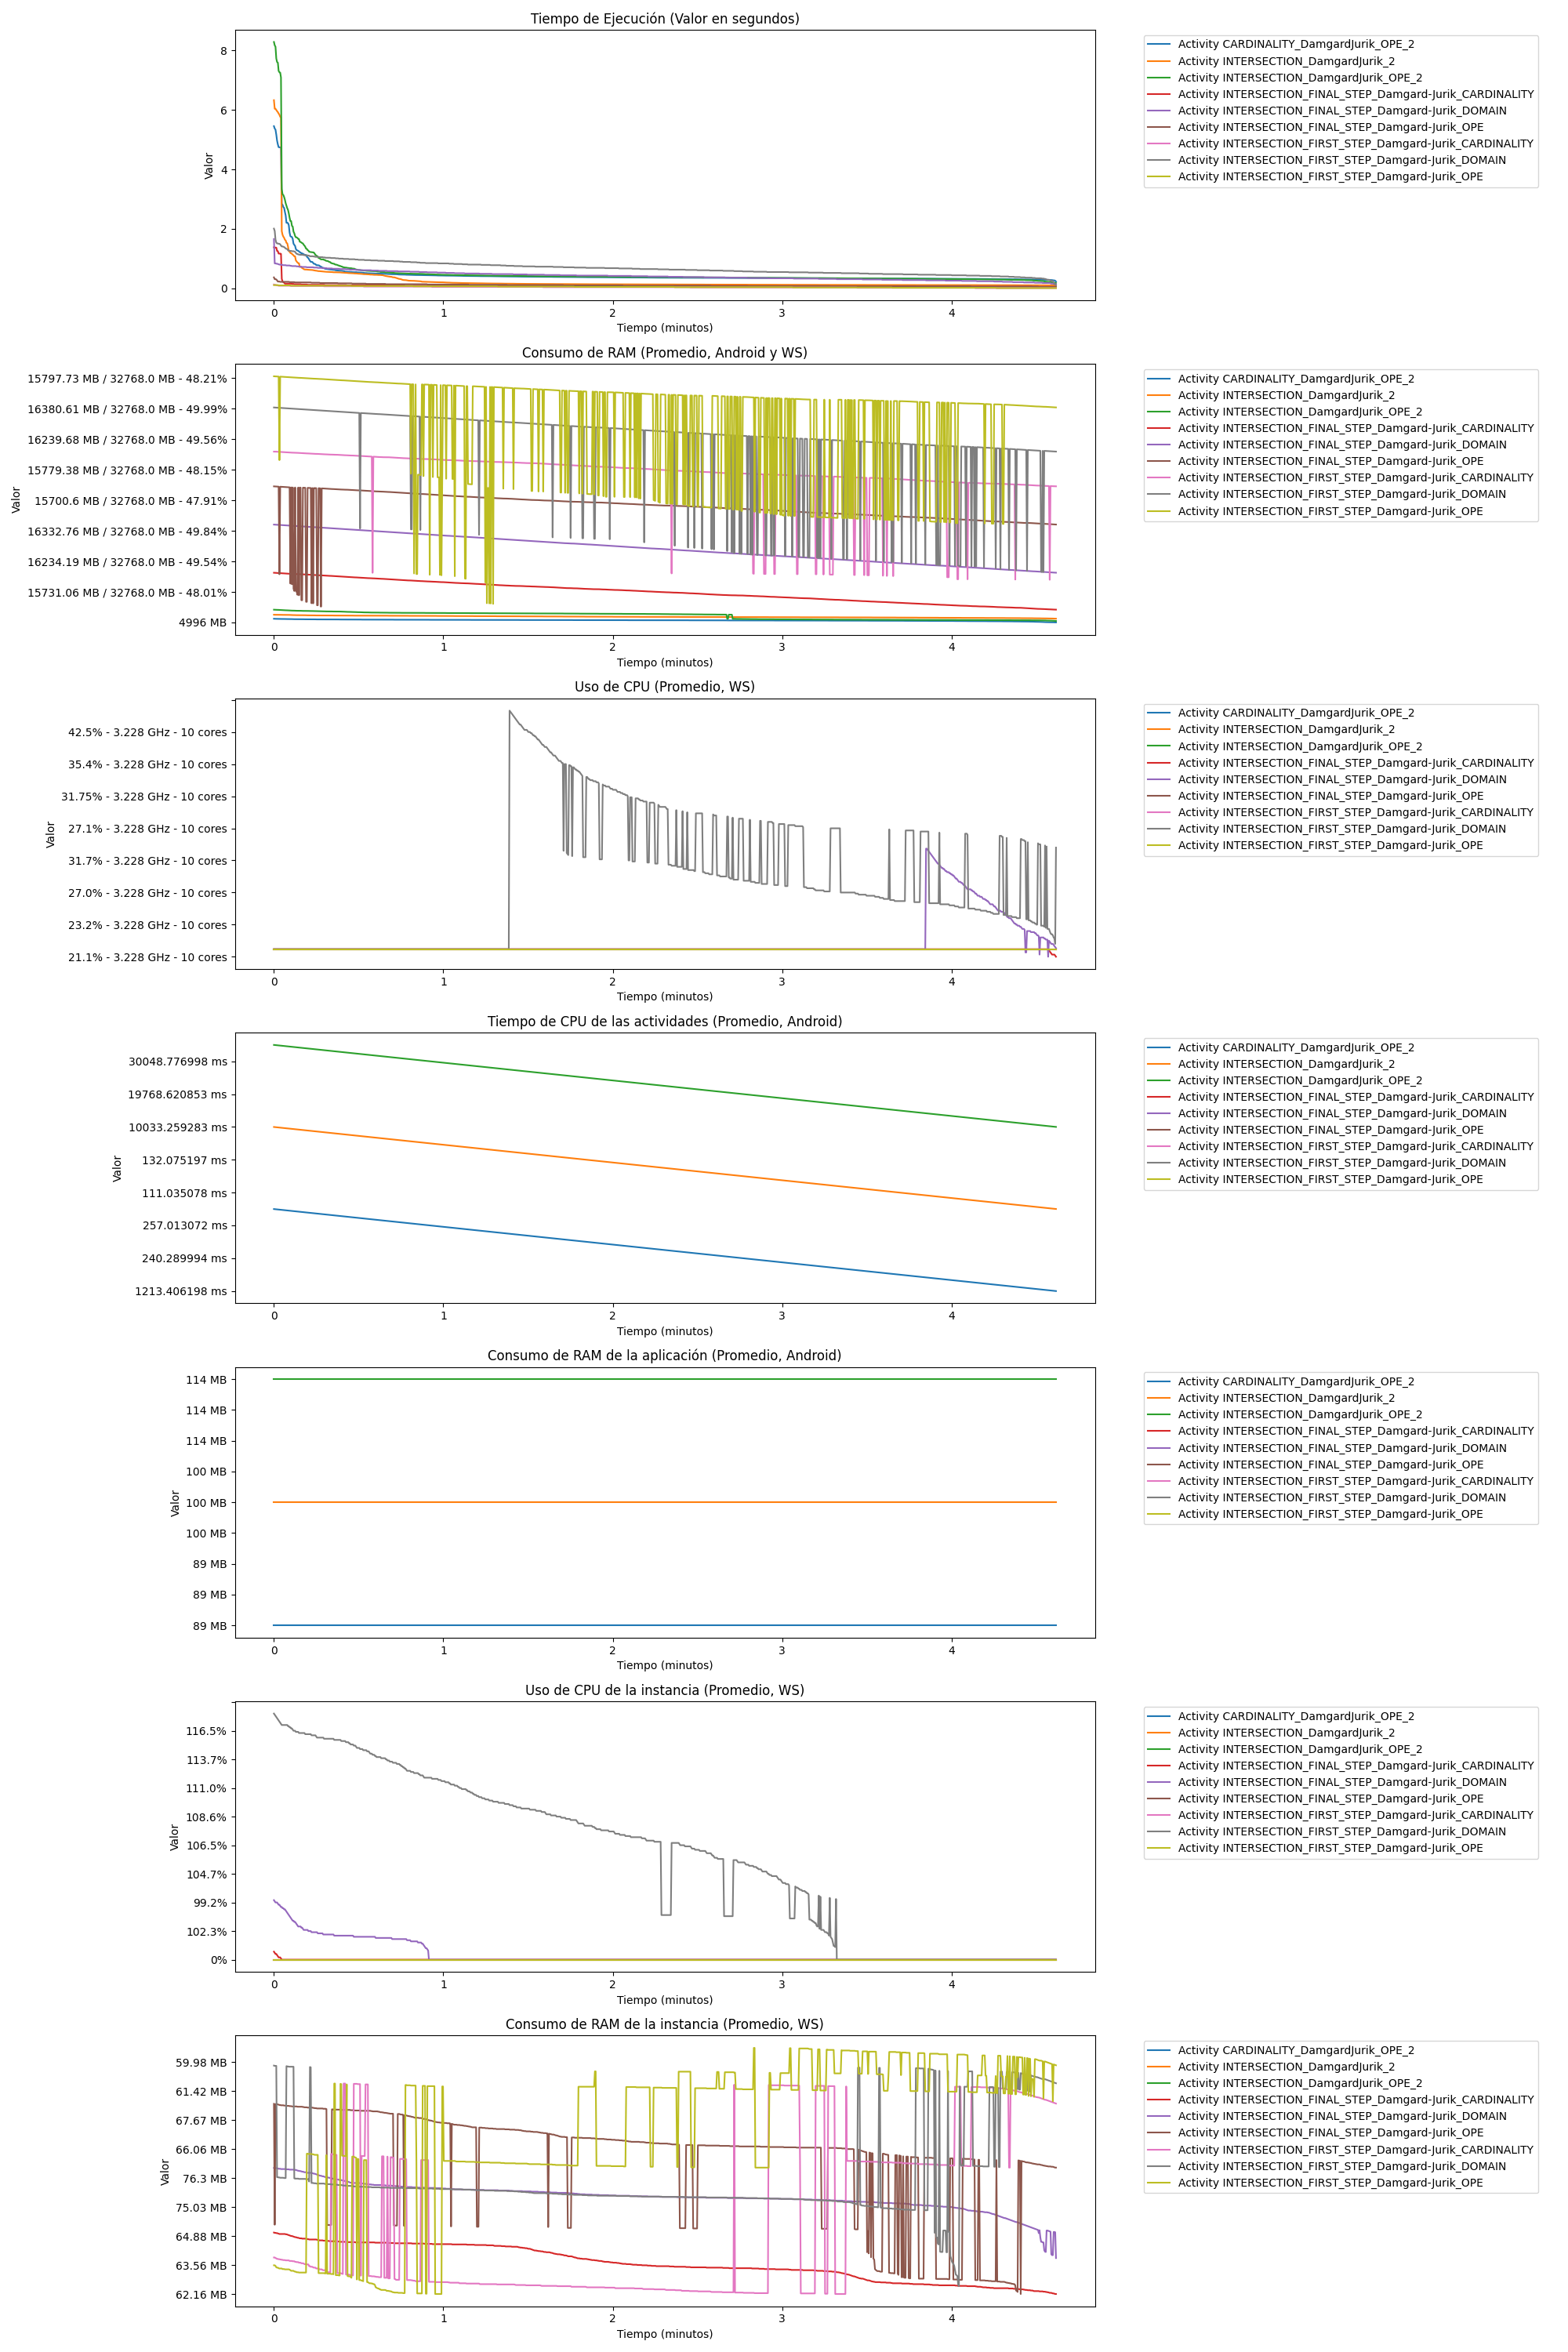 Tiempo de Ejecución (Valor en segundos)
Valor
8
6
4
2
0
0 1 2 3 4
Tiempo (minutos)
Activity CARDINALITY_DamgardJurik_OPE_2
Activity INTERSECTION_DamgardJurik_2
Activity INTERSECTION_DamgardJurik_OPE_2
Activity INTERSECTION_FINAL_STEP_Damgard-Jurik_CARDINALITY
Activity INTERSECTION_FINAL_STEP_Damgard-Jurik_DOMAIN
Activity INTERSECTION_FINAL_STEP_Damgard-Jurik_OPE
Activity INTERSECTION_FIRST_STEP_Damgard-Jurik_CARDINALITY
Activity INTERSECTION_FIRST_STEP_Damgard-Jurik_DOMAIN
Activity INTERSECTION_FIRST_STEP_Damgard-Jurik_OPE
Consumo de RAM (Promedio, Android y WS)
Valor
15797.73 MB / 32768.0 MB - 48.21%
16380.61 MB / 32768.0 MB - 49.99%
16239.68 MB / 32768.0 MB - 49.56%
15779.38 MB / 32768.0 MB - 48.15%
15700.6 MB / 32768.0 MB - 47.91%
16332.76 MB / 32768.0 MB - 49.84%
16234.19 MB / 32768.0 MB - 49.54%
15731.06 MB / 32768.0 MB - 48.01%
4996 MB
0 1 2 3 4
Tiempo (minutos)
Activity CARDINALITY_DamgardJurik_OPE_2
Activity INTERSECTION_DamgardJurik_2
Activity INTERSECTION_DamgardJurik_OPE_2
Activity INTERSECTION_FINAL_STEP_Damgard-Jurik_CARDINALITY
Activity INTERSECTION_FINAL_STEP_Damgard-Jurik_DOMAIN
Activity INTERSECTION_FINAL_STEP_Damgard-Jurik_OPE
Activity INTERSECTION_FIRST_STEP_Damgard-Jurik_CARDINALITY
Activity INTERSECTION_FIRST_STEP_Damgard-Jurik_DOMAIN
Activity INTERSECTION_FIRST_STEP_Damgard-Jurik_OPE
Uso de CPU (Promedio, WS)
Valor
42.5% - 3.228 GHz - 10 cores
35.4% - 3.228 GHz - 10 cores
31.75% - 3.228 GHz - 10 cores
27.1% - 3.228 GHz - 10 cores
31.7% - 3.228 GHz - 10 cores
27.0% - 3.228 GHz - 10 cores
23.2% - 3.228 GHz - 10 cores
21.1% - 3.228 GHz - 10 cores
0 1 2 3 4
Tiempo (minutos)
Activity CARDINALITY_DamgardJurik_OPE_2
Activity INTERSECTION_DamgardJurik_2
Activity INTERSECTION_DamgardJurik_OPE_2
Activity INTERSECTION_FINAL_STEP_Damgard-Jurik_CARDINALITY
Activity INTERSECTION_FINAL_STEP_Damgard-Jurik_DOMAIN
Activity INTERSECTION_FINAL_STEP_Damgard-Jurik_OPE
Activity INTERSECTION_FIRST_STEP_Damgard-Jurik_CARDINALITY
Activity INTERSECTION_FIRST_STEP_Damgard-Jurik_DOMAIN
Activity INTERSECTION_FIRST_STEP_Damgard-Jurik_OPE
Tiempo de CPU de las actividades (Promedio, Android)
Valor
30048.776998 ms
19768.620853 ms
10033.259283 ms
132.075197 ms
111.035078 ms
257.013072 ms
240.289994 ms
1213.406198 ms
0 1 2 3 4
Tiempo (minutos)
Activity CARDINALITY_DamgardJurik_OPE_2
Activity INTERSECTION_DamgardJurik_2
Activity INTERSECTION_DamgardJurik_OPE_2
Activity INTERSECTION_FINAL_STEP_Damgard-Jurik_CARDINALITY
Activity INTERSECTION_FINAL_STEP_Damgard-Jurik_DOMAIN
Activity INTERSECTION_FINAL_STEP_Damgard-Jurik_OPE
Activity INTERSECTION_FIRST_STEP_Damgard-Jurik_CARDINALITY
Activity INTERSECTION_FIRST_STEP_Damgard-Jurik_DOMAIN
Activity INTERSECTION_FIRST_STEP_Damgard-Jurik_OPE
Consumo de RAM de la aplicación (Promedio, Android)
Valor
114 MB
114 MB
114 MB
100 MB
100 MB
100 MB
89 MB
89 MB
89 MB
0 1 2 3 4
Tiempo (minutos)
Activity CARDINALITY_DamgardJurik_OPE_2
Activity INTERSECTION_DamgardJurik_2
Activity INTERSECTION_DamgardJurik_OPE_2
Activity INTERSECTION_FINAL_STEP_Damgard-Jurik_CARDINALITY
Activity INTERSECTION_FINAL_STEP_Damgard-Jurik_DOMAIN
Activity INTERSECTION_FINAL_STEP_Damgard-Jurik_OPE
Activity INTERSECTION_FIRST_STEP_Damgard-Jurik_CARDINALITY
Activity INTERSECTION_FIRST_STEP_Damgard-Jurik_DOMAIN
Activity INTERSECTION_FIRST_STEP_Damgard-Jurik_OPE
Uso de CPU de la instancia (Promedio, WS)
Valor
116.5%
113.7%
111.0%
108.6%
106.5%
104.7%
99.2%
102.3%
0%
0 1 2 3 4
Tiempo (minutos)
Activity CARDINALITY_DamgardJurik_OPE_2
Activity INTERSECTION_DamgardJurik_2
Activity INTERSECTION_DamgardJurik_OPE_2
Activity INTERSECTION_FINAL_STEP_Damgard-Jurik_CARDINALITY
Activity INTERSECTION_FINAL_STEP_Damgard-Jurik_DOMAIN
Activity INTERSECTION_FINAL_STEP_Damgard-Jurik_OPE
Activity INTERSECTION_FIRST_STEP_Damgard-Jurik_CARDINALITY
Activity INTERSECTION_FIRST_STEP_Damgard-Jurik_DOMAIN
Activity INTERSECTION_FIRST_STEP_Damgard-Jurik_OPE
Consumo de RAM de la instancia (Promedio, WS)
Valor
59.98 MB
61.42 MB
67.67 MB
66.06 MB
76.3 MB
75.03 MB
64.88 MB
63.56 MB
62.16 MB
0 1 2 3 4
Tiempo (minutos)
Activity CARDINALITY_DamgardJurik_OPE_2
Activity INTERSECTION_DamgardJurik_2
Activity INTERSECTION_DamgardJurik_OPE_2
Activity INTERSECTION_FINAL_STEP_Damgard-Jurik_CARDINALITY
Activity INTERSECTION_FINAL_STEP_Damgard-Jurik_DOMAIN
Activity INTERSECTION_FINAL_STEP_Damgard-Jurik_OPE
Activity INTERSECTION_FIRST_STEP_Damgard-Jurik_CARDINALITY
Activity INTERSECTION_FIRST_STEP_Damgard-Jurik_DOMAIN
Activity INTERSECTION_FIRST_STEP_Damgard-Jurik_OPE